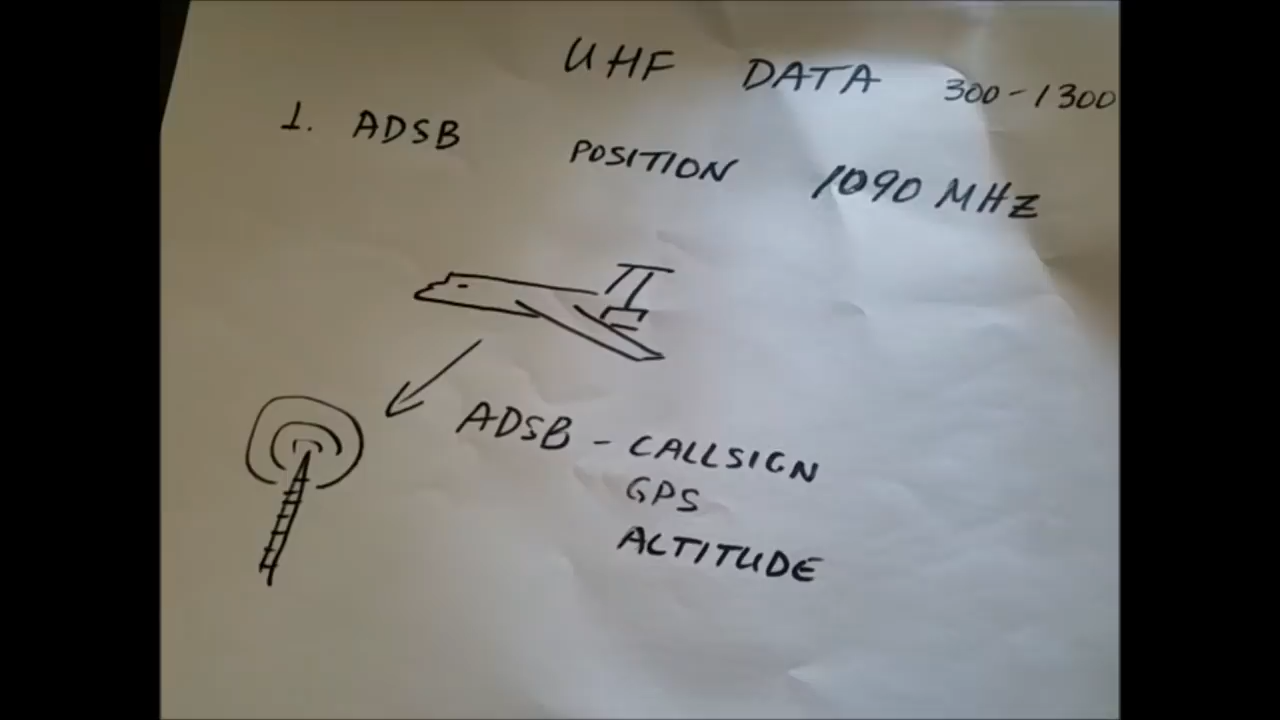 UHF DATA 300-1300
1. ADSB POSITION 1090 MHZ
ADSB - CALLSIGN
GPS
ALTITUDE